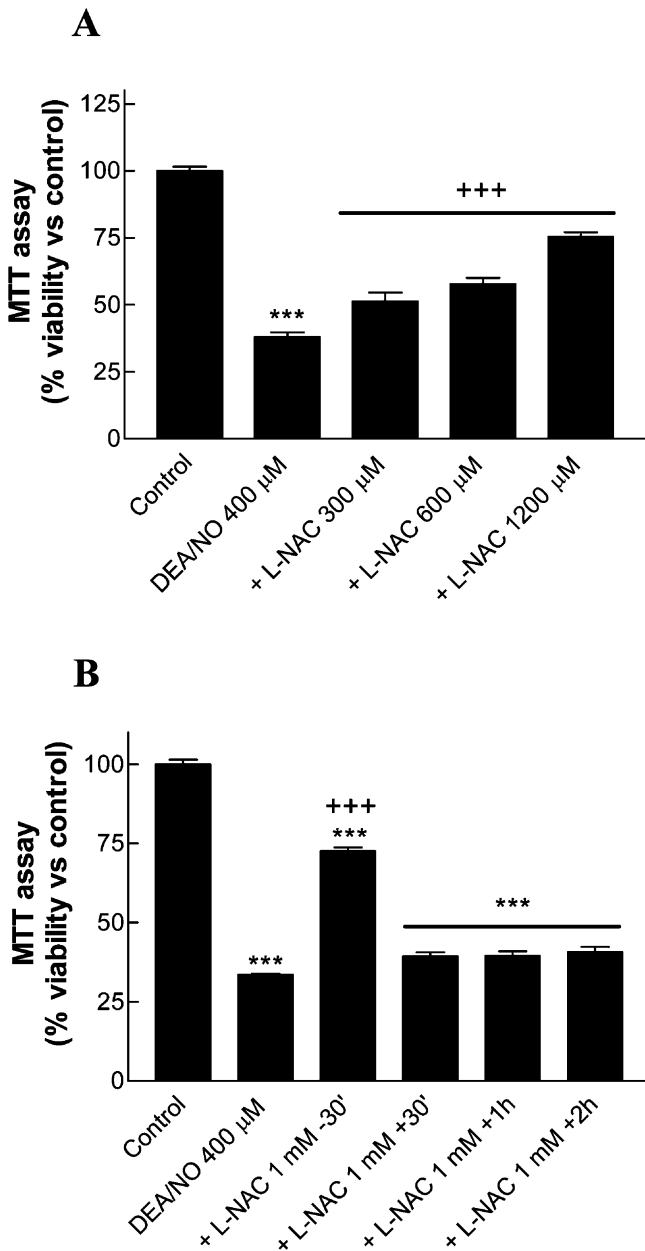 A
MTT assay
(% viability vs control)
125
100
75
50
25
0
+++
***
Control
DEA/NO 400 μM
+ L-NAC 300 μM
+ L-NAC 600 μM
+ L-NAC 1200 μM
B
MTT assay
(% viability vs control)
100
75
50
25
0
+++
***
***
***
Control
DEA/NO 400 μM
+ L-NAC 1 mM -30'
+ L-NAC 1 mM +30'
+ L-NAC 1 mM +1h
+ L-NAC 1 mM +2h